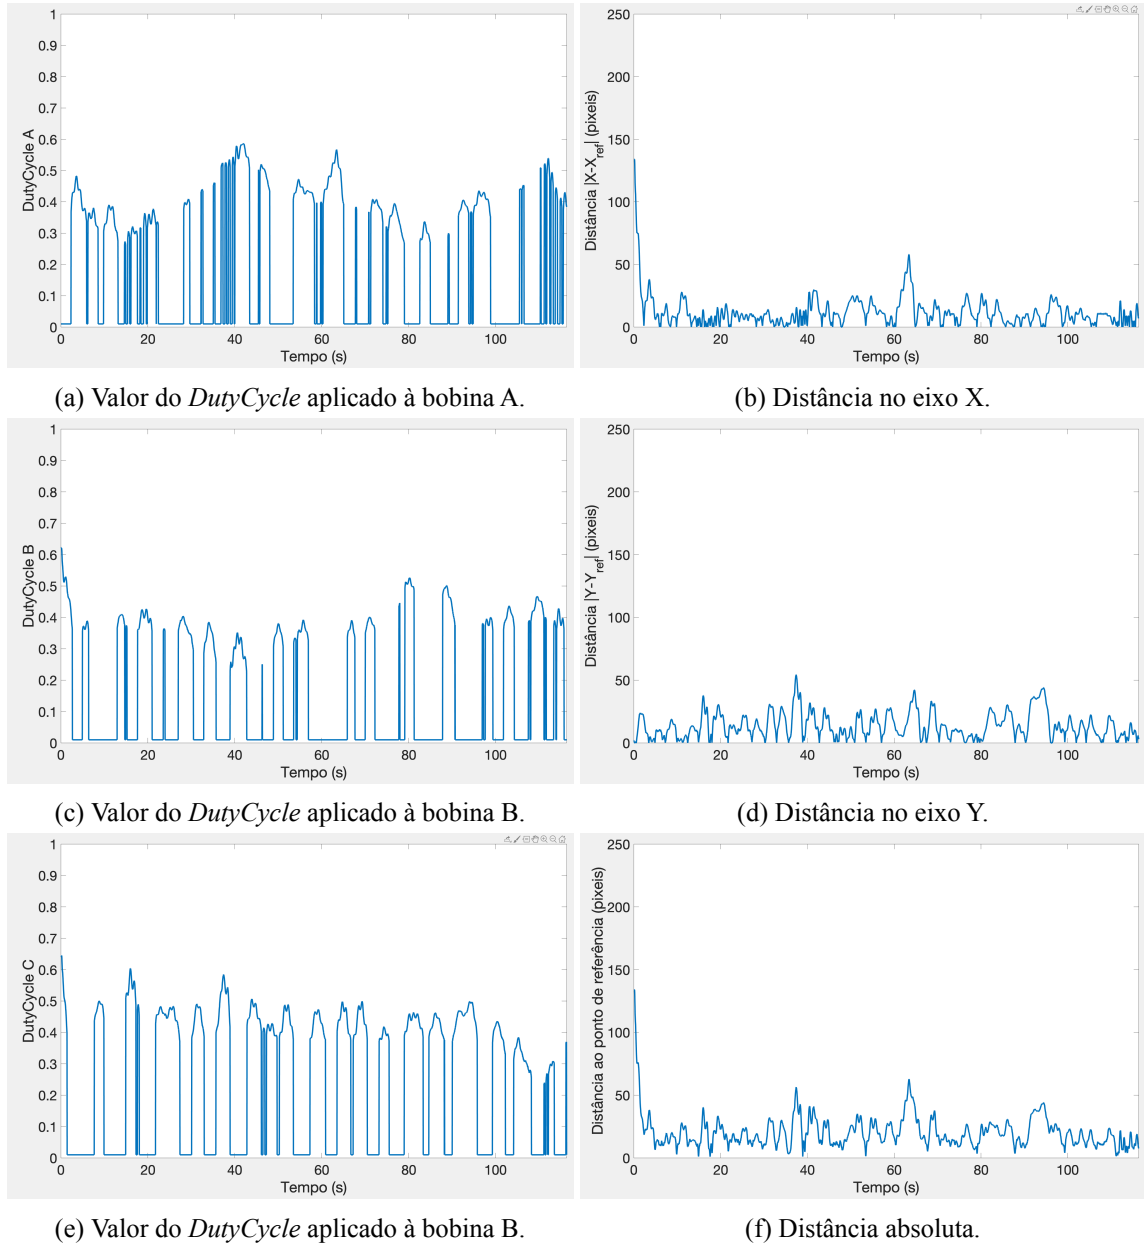 1
0.9
0.8
0.7
0.6
0.5
0.4
0.3
0.2
0.1
0
DutyCycle A
0 20 40 60 80 100
Tempo (s)
250
200
150
100
50
0
Distância |X-X_ref| (pixeis)
0 20 40 60 80 100
Tempo (s)
(a) Valor do DutyCycle aplicado à bobina A.
(b) Distância no eixo X.
1
0.9
0.8
0.7
0.6
0.5
0.4
0.3
0.2
0.1
0
DutyCycle B
0 20 40 60 80 100
Tempo (s)
250
200
150
100
50
0
Distância |Y-Y_ref| (pixeis)
0 20 40 60 80 100
Tempo (s)
(c) Valor do DutyCycle aplicado à bobina B.
(d) Distância no eixo Y.
1
0.9
0.8
0.7
0.6
0.5
0.4
0.3
0.2
0.1
0
DutyCycle C
0 20 40 60 80 100
Tempo (s)
250
200
150
100
50
0
Distância ao ponto de referência (pixeis)
0 20 40 60 80 100
Tempo (s)
(e) Valor do DutyCycle aplicado à bobina B.
(f) Distância absoluta.